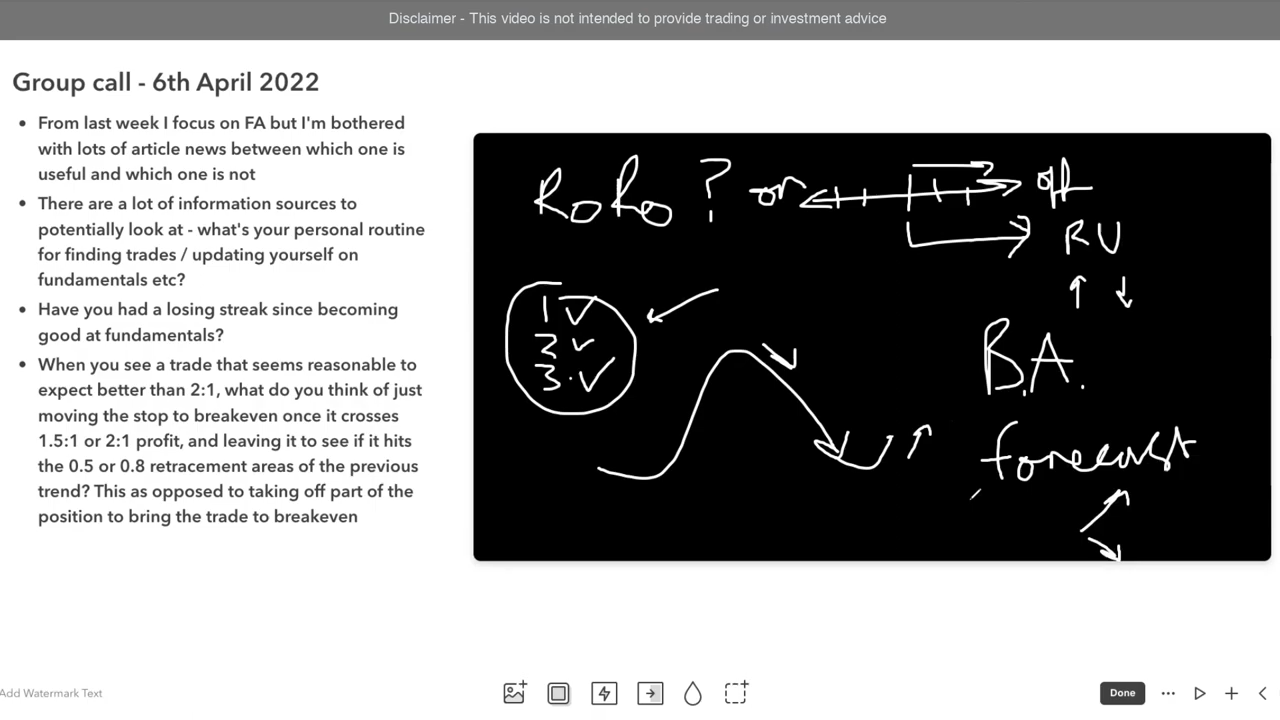 Disclaimer - This video is not intended to provide trading or investment advice
Group call - 6th April 2022
• From last week I focus on FA but I'm bothered
with lots of article news between which one is
useful and which one is not
• There are a lot of information sources to
potentially look at - what's your personal routine
for finding trades / updating yourself on
fundamentals etc?
• Have you had a losing streak since becoming
good at fundamentals?
• When you see a trade that seems reasonable to
expect better than 2:1, what do you think of just
moving the stop to breakeven once it crosses
1.5:1 or 2:1 profit, and leaving it to see if it hits
the 0.5 or 0.8 retracement areas of the previous
trend? This as opposed to taking off part of the
position to bring the trade to breakeven
RoRo ? on off
RV
1 ✓
2 ✓
3. ✓
B.A.
forecast
Add Watermark Text
Done